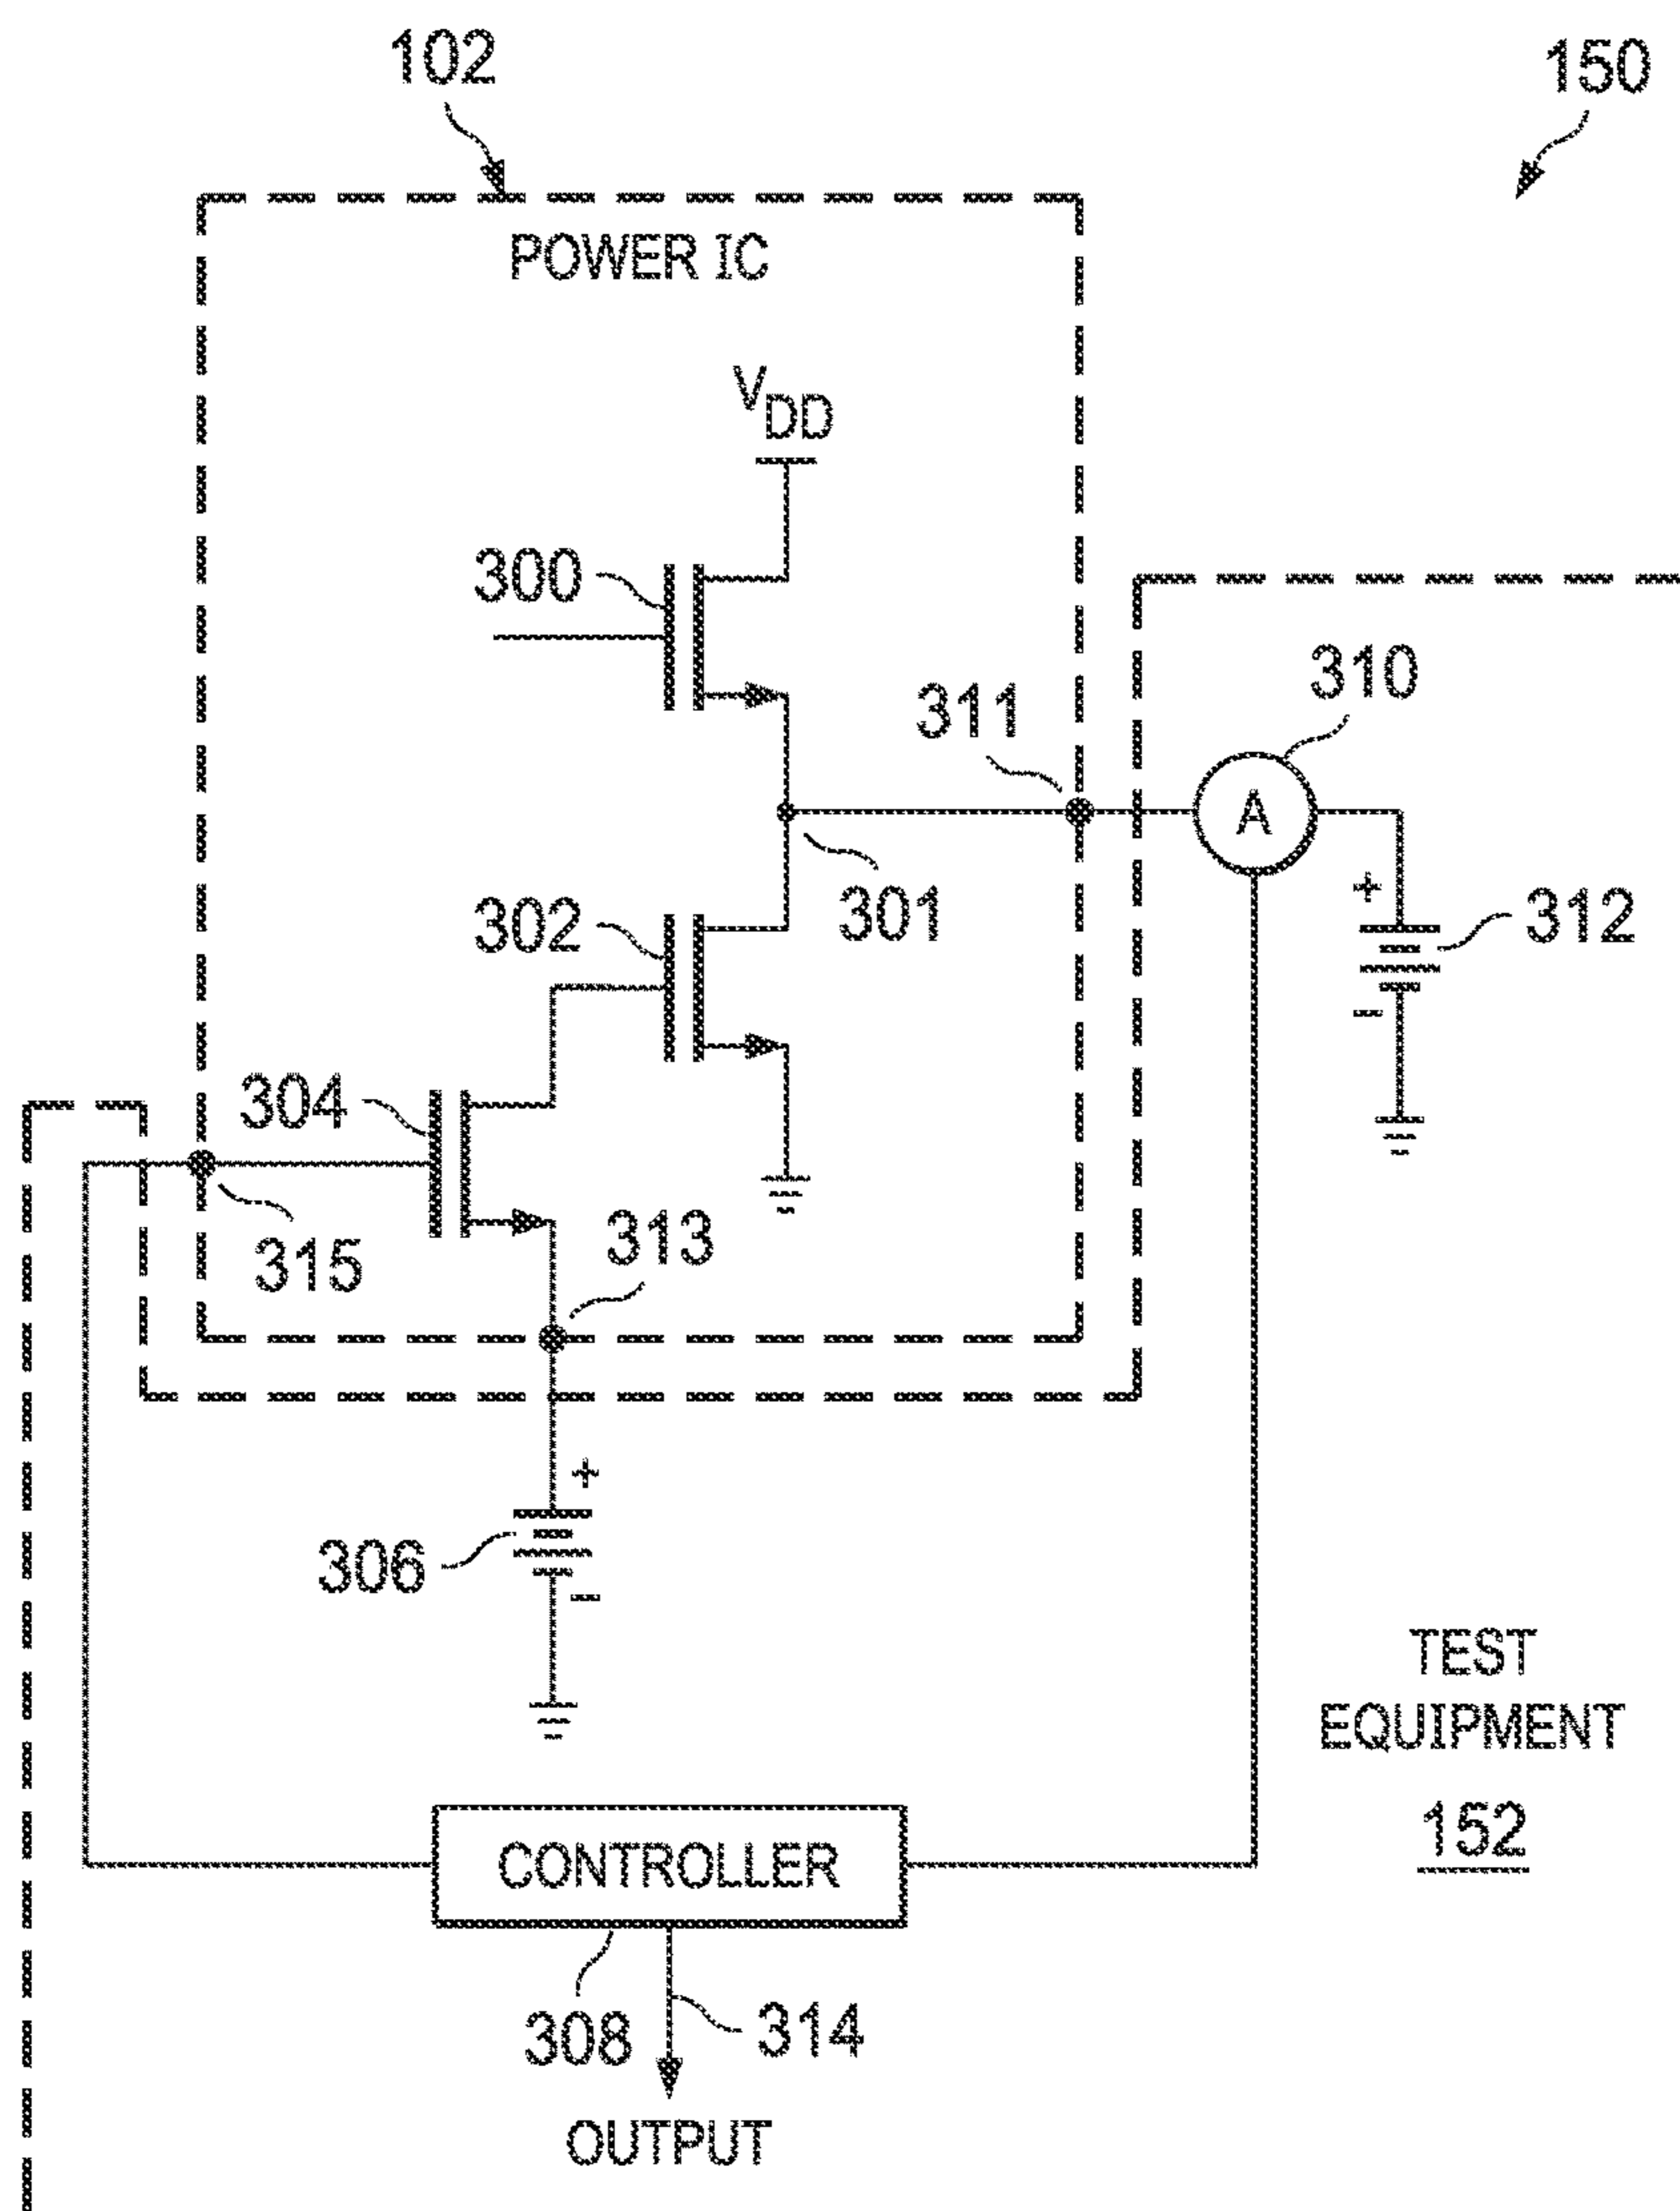 102
150
POWER IC
VDD
300
310
311
A
+
301
302
312
–
304
315
313
+
306
–
TEST
EQUIPMENT
152
CONTROLLER
308
314
OUTPUT